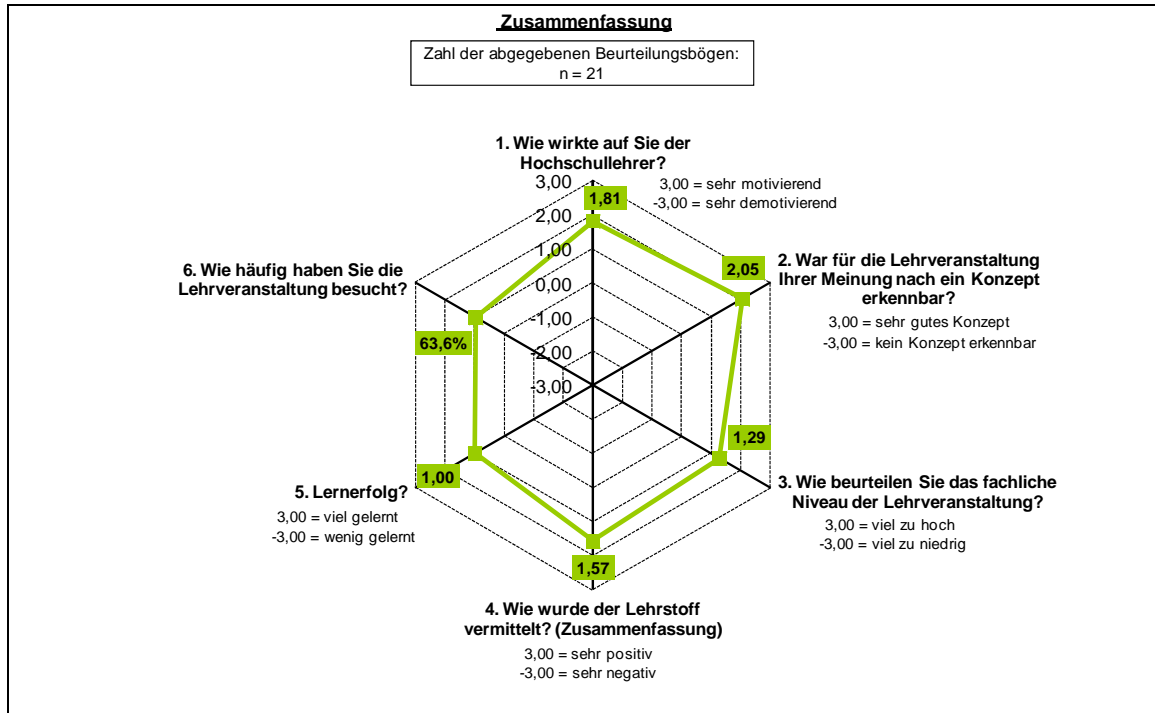 Zusammenfassung
Zahl der abgegebenen Beurteilungsbögen:
n = 21
1. Wie wirkte auf Sie der
Hochschullehrer?
3,00 = sehr motivierend
-3,00 = sehr demotivierend
3,00
2,00
1,00
0,00
-1,00
-2,00
-3,00
1,81
2. War für die Lehrveranstaltung
Ihrer Meinung nach ein Konzept
erkennbar?
3,00 = sehr gutes Konzept
-3,00 = kein Konzept erkennbar
2,05
6. Wie häufig haben Sie die
Lehrveranstaltung besucht?
63,6%
1,29
3. Wie beurteilen Sie das fachliche
Niveau der Lehrveranstaltung?
3,00 = viel zu hoch
-3,00 = viel zu niedrig
1,00
5. Lernerfolg?
3,00 = viel gelernt
-3,00 = wenig gelernt
1,57
4. Wie wurde der Lehrstoff
vermittelt? (Zusammenfassung)
3,00 = sehr positiv
-3,00 = sehr negativ